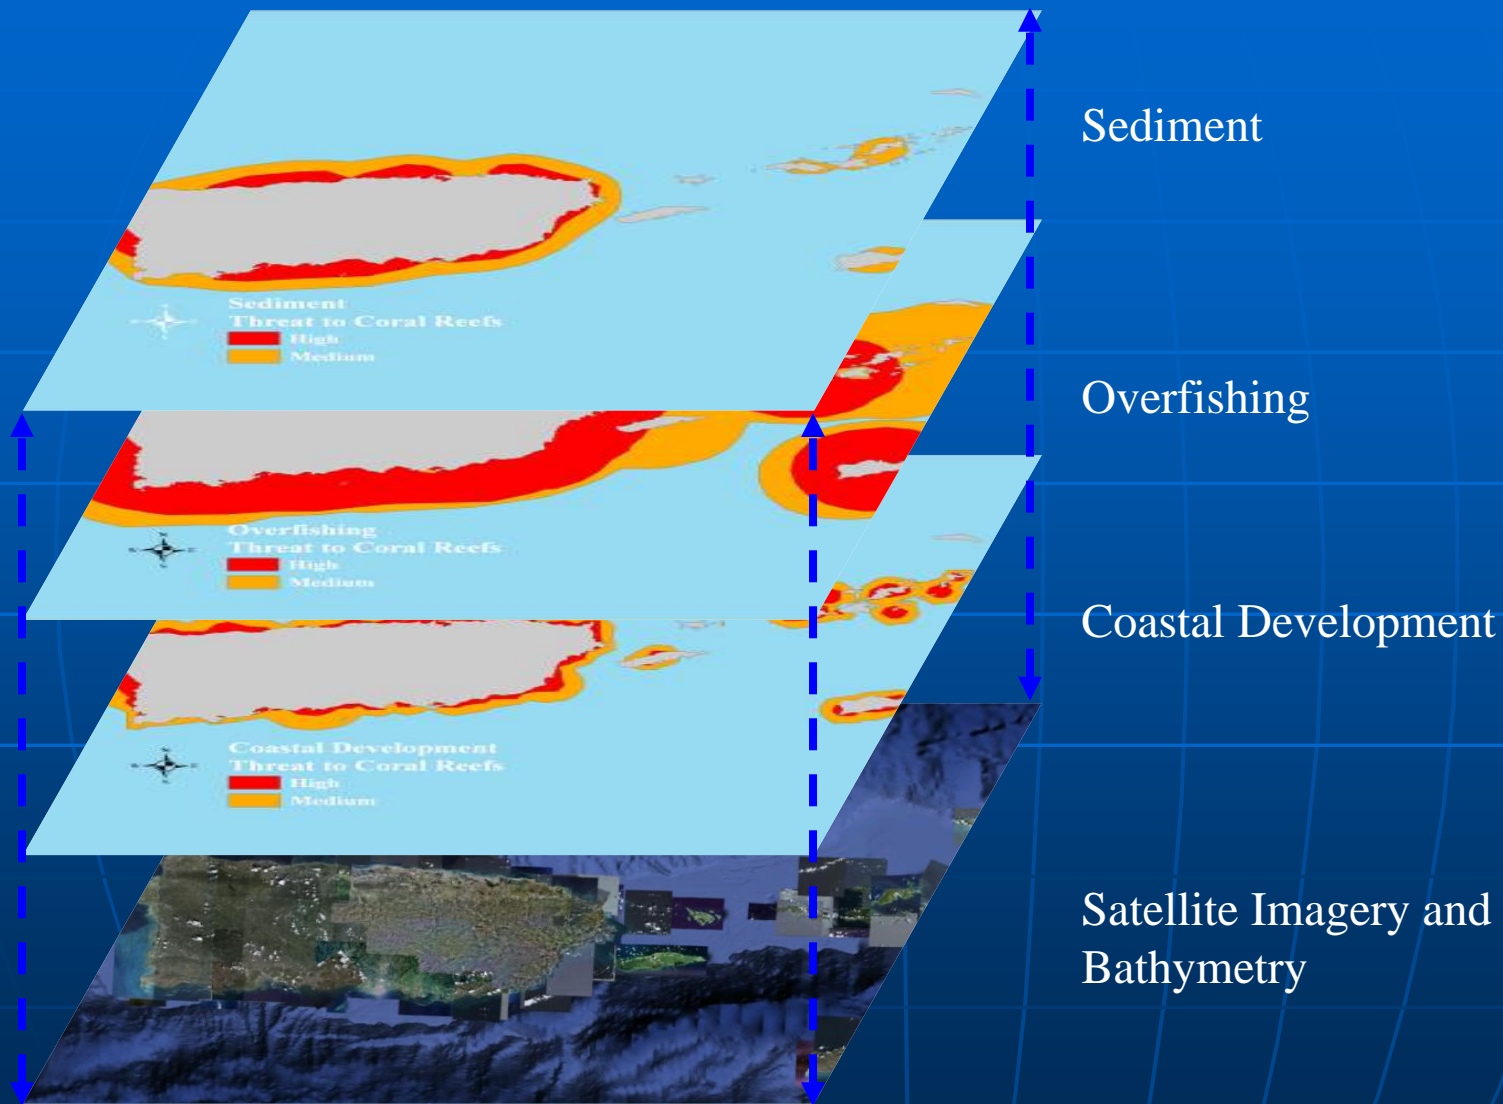 Sediment
Sediment
Threat to Coral Reefs
High
Medium
Overfishing
Overfishing
Threat to Coral Reefs
High
Medium
Coastal Development
Coastal Development
Threat to Coral Reefs
High
Medium
Satellite Imagery and
Bathymetry